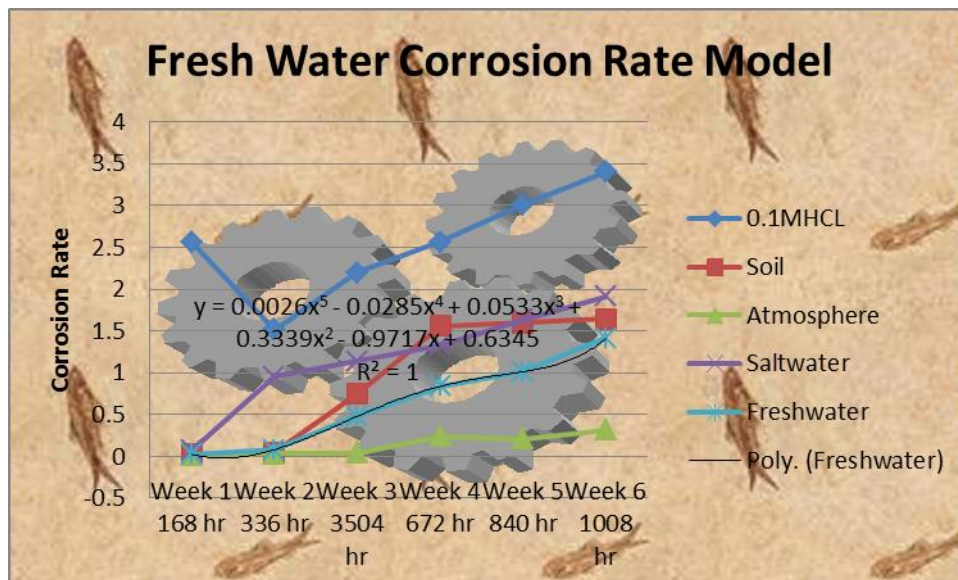 Fresh Water Corrosion Rate Model
4
3.5
3
2.5
2
1.5
1
0.5
0
-0.5
Corrosion Rate
y = 0.0026x⁵ - 0.0285x⁴ + 0.0533x³ +
0.3339x² - 0.9717x + 0.6345
R² = 1
Week 1 Week 2 Week 3 Week 4 Week 5 Week 6
168 hr 336 hr 3504 672 hr 840 hr 1008
hr hr
0.1MHCL
Soil
Atmosphere
Saltwater
Freshwater
Poly. (Freshwater)